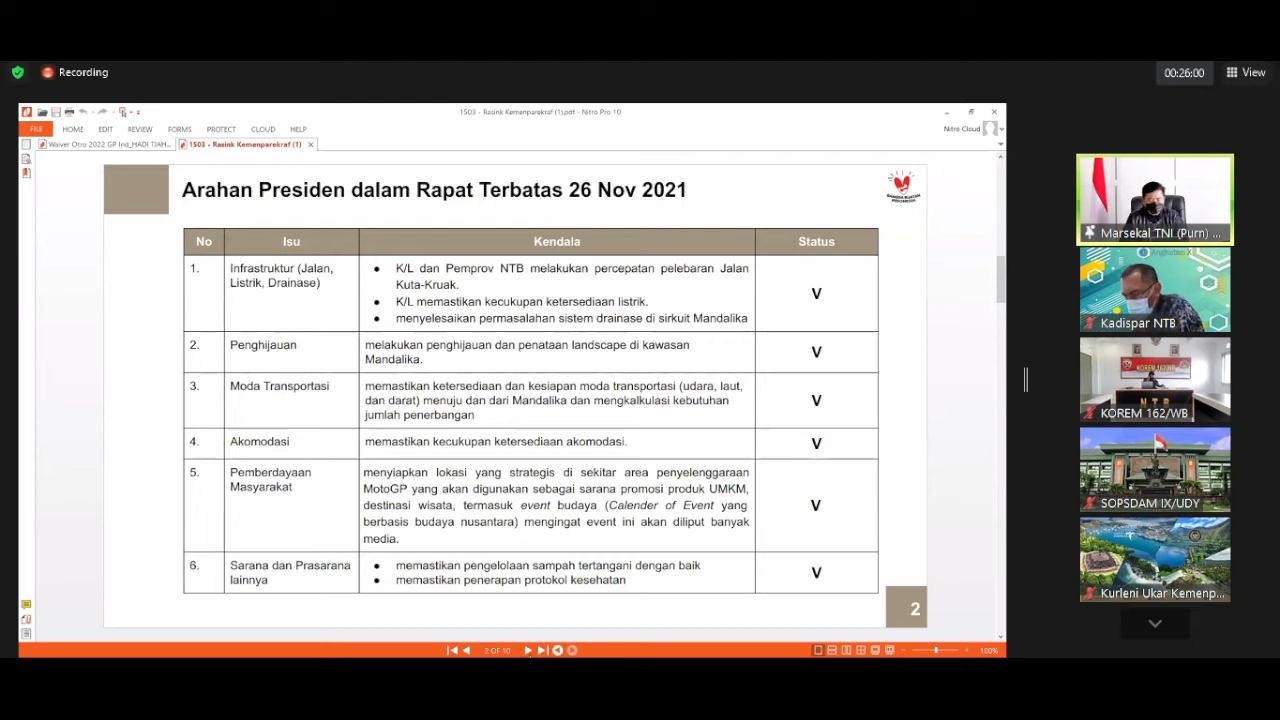 Recording
00:26:00
View
1503 - Rasink Kemenparekraf (1).pdf - Nitro Pro 10
FILE HOME EDIT REVIEW FORMS PROTECT CLOUD HELP
Nitro Cloud
Waiver Otro 2022 GP Ind_HADI TJAH...
1503 - Rasink Kemenparekraf (1)
Arahan Presiden dalam Rapat Terbatas 26 Nov 2021
No Isu Kendala Status
1. Infrastruktur (Jalan,
Listrik, Drainase)
• K/L dan Pemprov NTB melakukan percepatan pelebaran Jalan
Kuta-Kruak.
• K/L memastikan kecukupan ketersediaan listrik.
• menyelesaikan permasalahan sistem drainase di sirkuit Mandalika
V
2. Penghijauan
melakukan penghijauan dan penataan landscape di kawasan
Mandalika.
V
3. Moda Transportasi
memastikan ketersediaan dan kesiapan moda transportasi (udara, laut,
dan darat) menuju dan dari Mandalika dan mengkalkulasi kebutuhan
jumlah penerbangan
V
4. Akomodasi
memastikan kecukupan ketersediaan akomodasi.
V
5. Pemberdayaan
Masyarakat
menyiapkan lokasi yang strategis di sekitar area penyelenggaraan
MotoGP yang akan digunakan sebagai sarana promosi produk UMKM,
destinasi wisata, termasuk event budaya (Calender of Event yang
berbasis budaya nusantara) mengingat event ini akan diliput banyak
media.
V
6. Sarana dan Prasarana
lainnya
• memastikan pengelolaan sampah tertangani dengan baik
• memastikan penerapan protokol kesehatan
V
2
2 OF 10
100%
Marsekal TNI (Purn) ...
Kadispar NTB
KOREM 162/WB
N T B
KOREM 162/WB
SOPSDAM IX/UDY
Kurleni Ukar Kemenp...